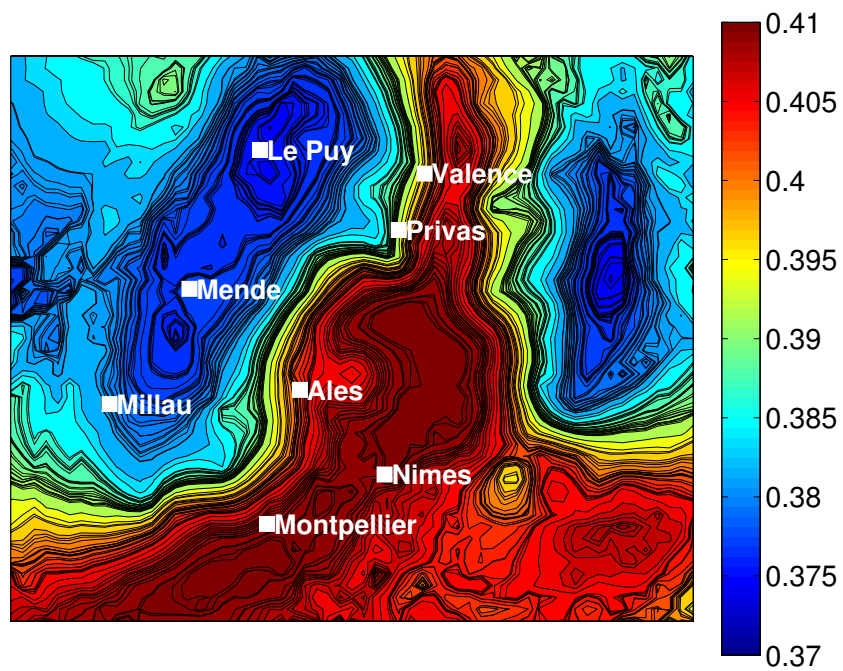 Le Puy
Valence
Privas
Mende
Ales
Millau
Nimes
Montpellier
0.41
0.405
0.4
0.395
0.39
0.385
0.38
0.375
0.37